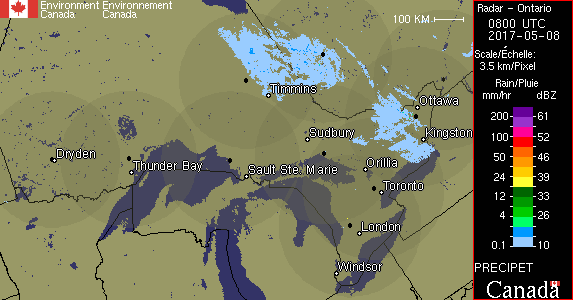 Environment Environnement
Canada Canada
100 KM
Timmins
Ottawa
Sudbury
Kingston
Dryden
Thunder Bay
Sault Ste. Marie
Orillia
Toronto
London
Windsor
Radar - Ontario
0800 UTC
2017-05-08
Scale/Échelle:
3.5 km/Pixel
Rain/Pluie
mm/hr dBZ
200 61
100 52
50 46
24 39
12 33
4 26
0.1 10
PRECIPET
Canada